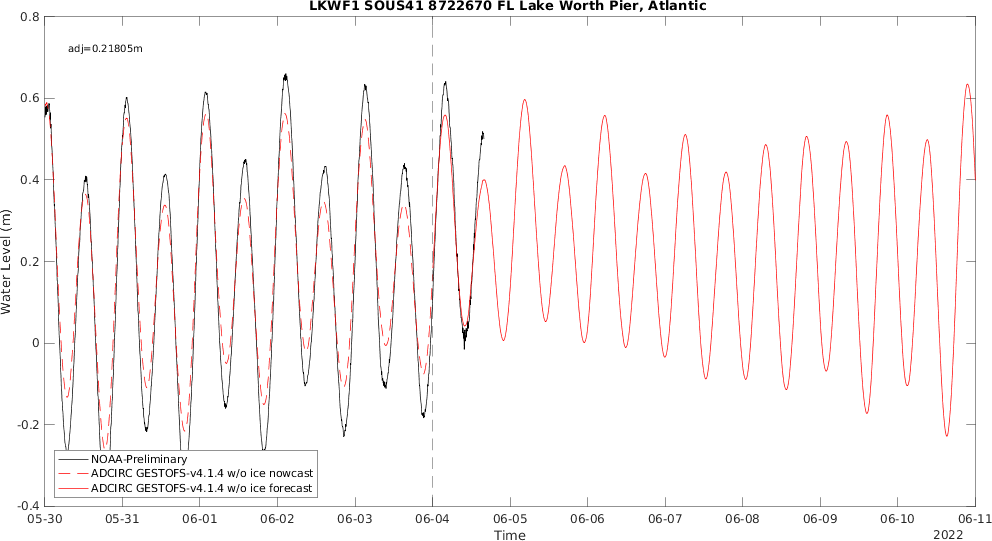 LKWF1 SOUS41 8722670 FL Lake Worth Pier, Atlantic
0.8
adj=0.21805m
0.6
0.4
0.2
0
-0.2
-0.4
Water Level (m)
NOAA-Preliminary
ADCIRC GESTOFS-v4.1.4 w/o ice nowcast
ADCIRC GESTOFS-v4.1.4 w/o ice forecast
05-30 05-31 06-01 06-02 06-03 06-04 06-05 06-06 06-07 06-08 06-09 06-10 06-11
Time
2022